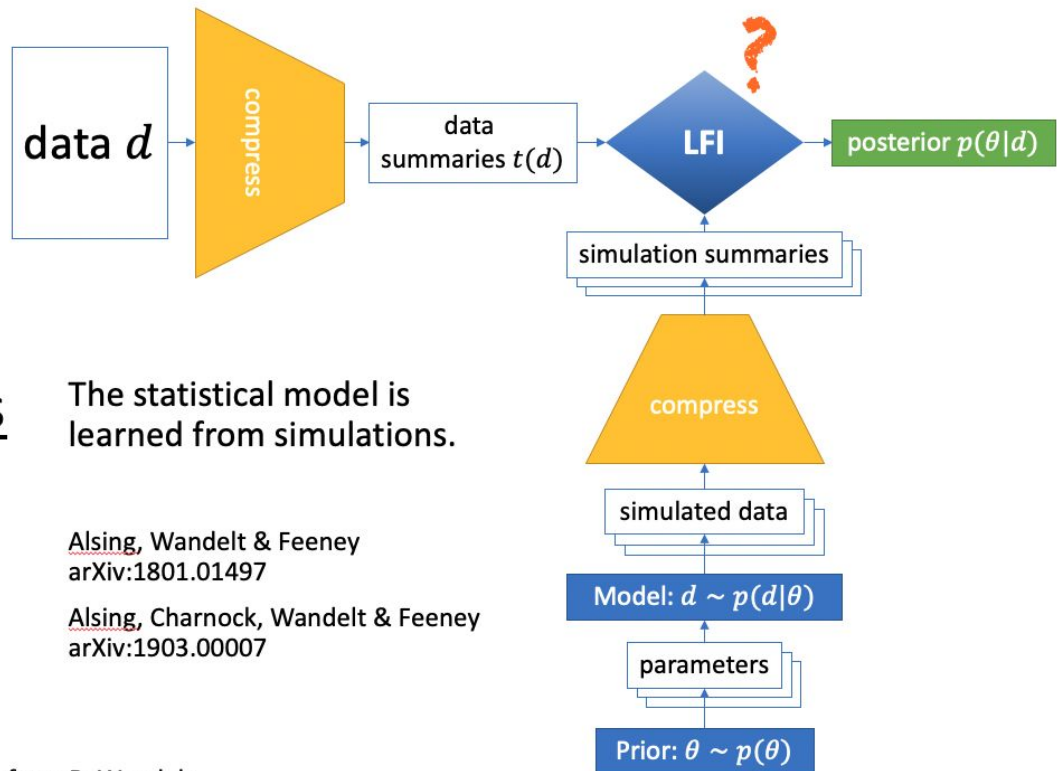 data d
compress
data
summaries t(d)
?
LFI
posterior p(θ|d)
simulation summaries
compress
simulated data
Model: d ~ p(d|θ)
parameters
Prior: θ ~ p(θ)
The statistical model is
learned from simulations.
Alsing, Wandelt & Feeney
arXiv:1801.01497
Alsing, Charnock, Wandelt & Feeney
arXiv:1903.00007